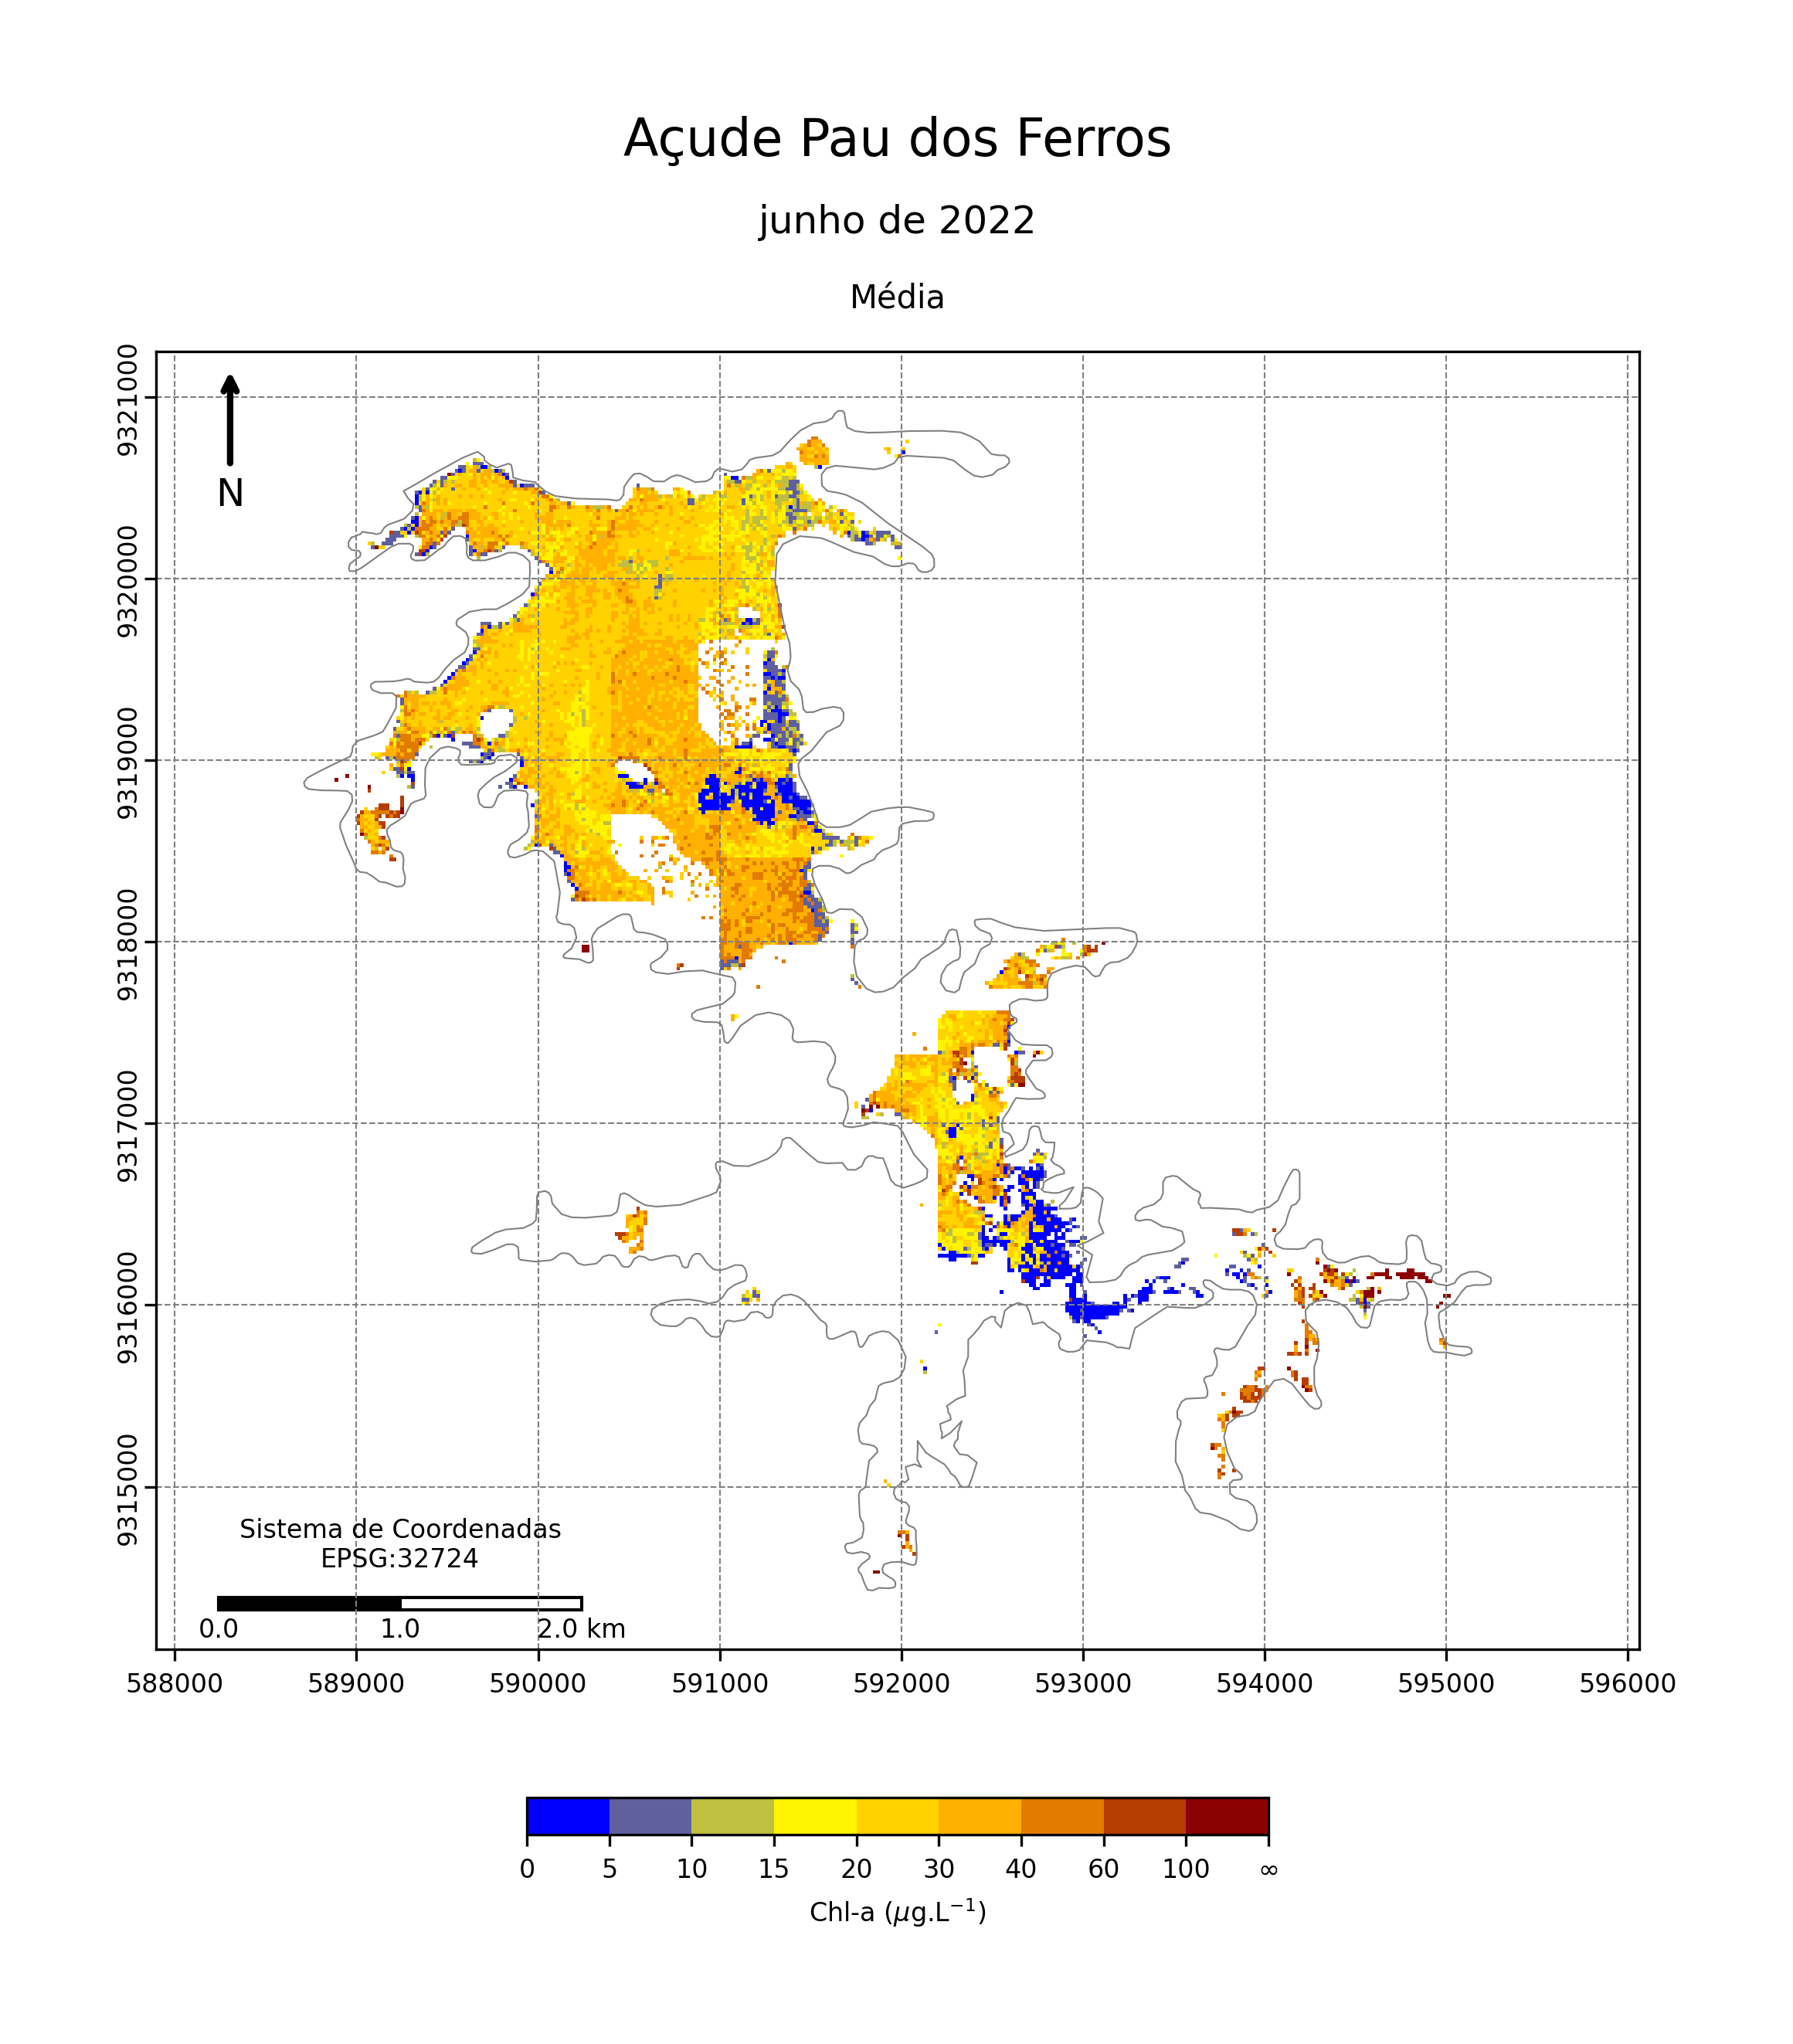 Açude Pau dos Ferros
junho de 2022
Média
9321000
9320000
9319000
9318000
9317000
9316000
9315000
N
Sistema de Coordenadas
EPSG:32724
0.0 1.0 2.0 km
588000 589000 590000 591000 592000 593000 594000 595000 596000
0 5 10 15 20 30 40 60 100 ∞
Chl-a (μg.L⁻¹)